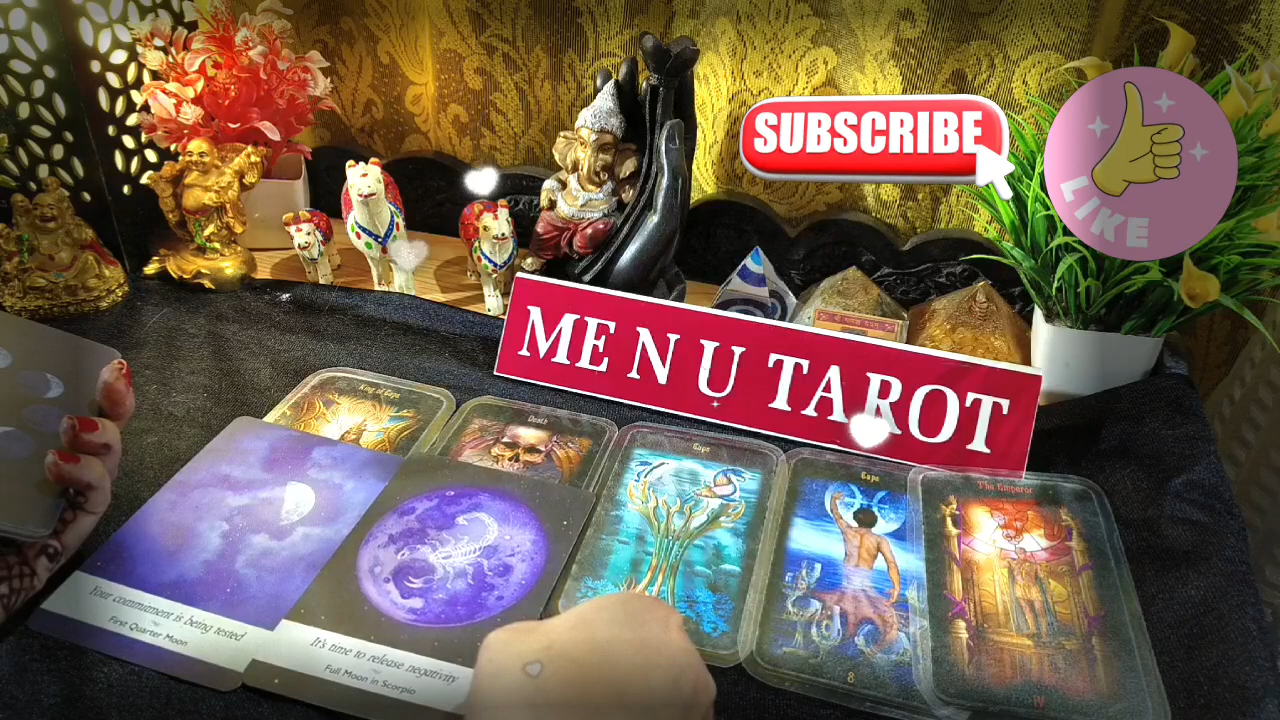 SUBSCRIBE
LIKE
ME N U TAROT
King of Cups
Death
Cups
Cups
The Emperor
Your commitment is being tested
First Quarter Moon
It's time to release negativity
Full Moon in Scorpio
8
IV